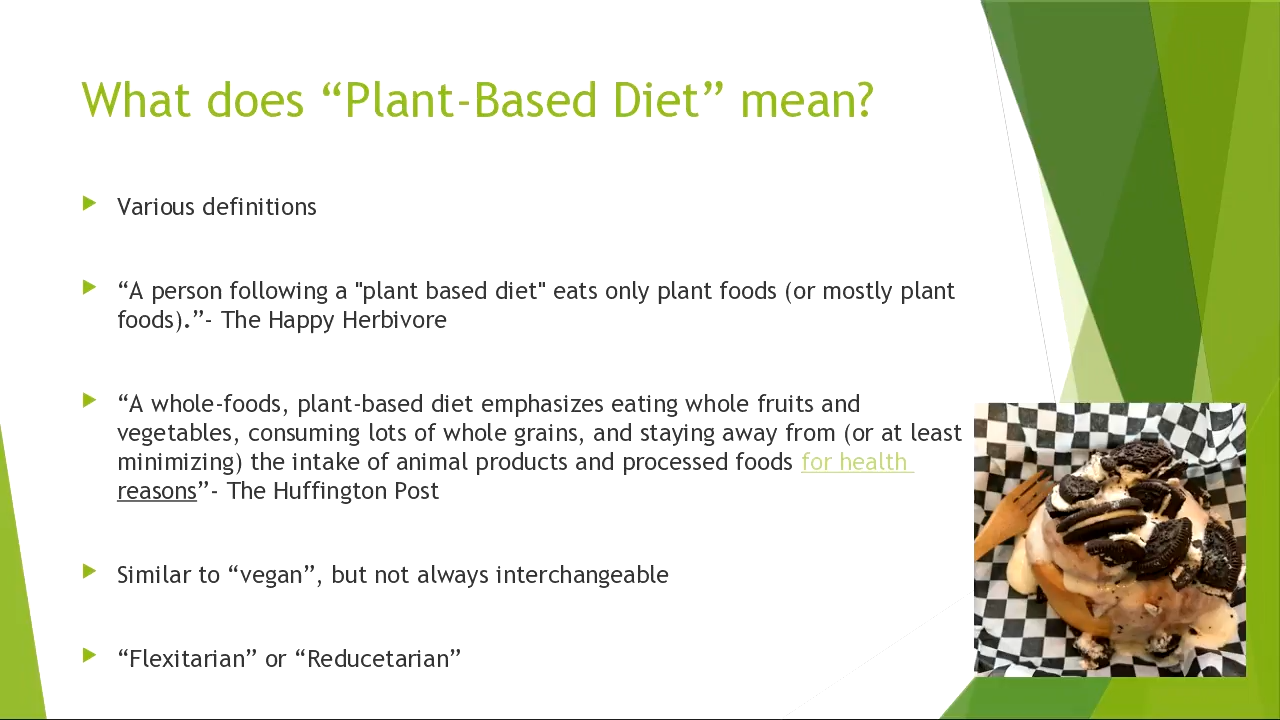 What does “Plant-Based Diet” mean?
Various definitions
“A person following a "plant based diet" eats only plant foods (or mostly plant
foods).”- The Happy Herbivore
“A whole-foods, plant-based diet emphasizes eating whole fruits and
vegetables, consuming lots of whole grains, and staying away from (or at least
minimizing) the intake of animal products and processed foods for health
reasons”- The Huffington Post
Similar to “vegan”, but not always interchangeable
“Flexitarian” or “Reducetarian”